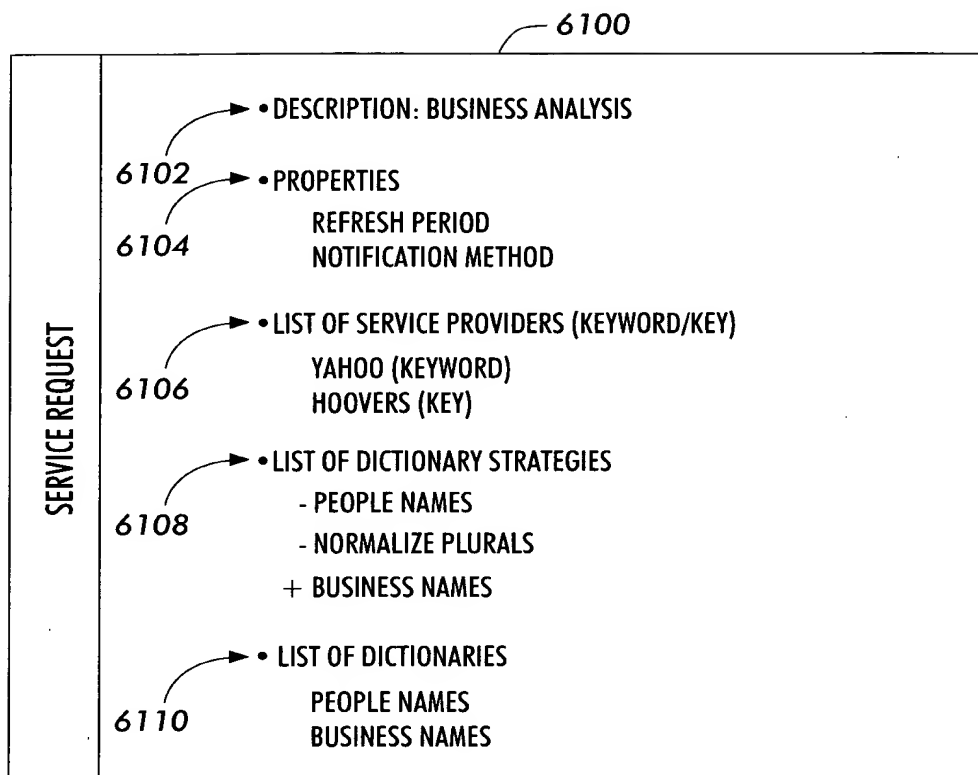 6100
SERVICE REQUEST
6102
• DESCRIPTION: BUSINESS ANALYSIS
6104
• PROPERTIES
REFRESH PERIOD
NOTIFICATION METHOD
6106
• LIST OF SERVICE PROVIDERS (KEYWORD/KEY)
YAHOO (KEYWORD)
HOOVERS (KEY)
6108
• LIST OF DICTIONARY STRATEGIES
- PEOPLE NAMES
- NORMALIZE PLURALS
+ BUSINESS NAMES
6110
• LIST OF DICTIONARIES
PEOPLE NAMES
BUSINESS NAMES